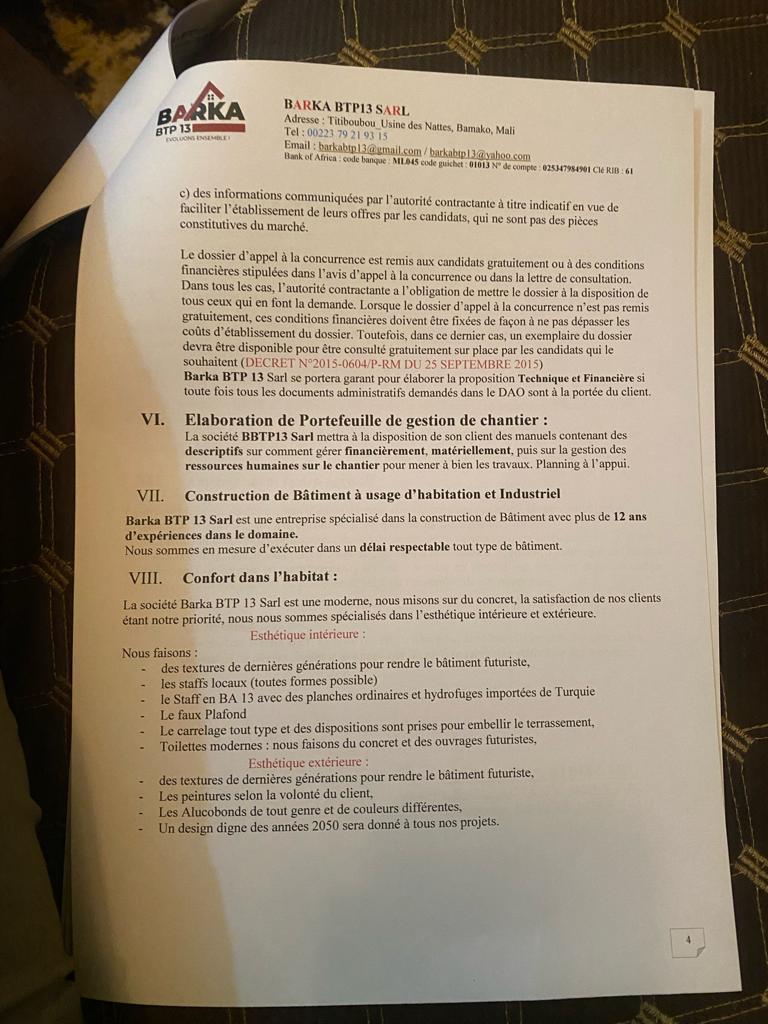 BARKA
BTP 13
EVOLUONS ENSEMBLE !
BARKA BTP13 SARL
Adresse : Titiboubou_Usine des Nattes, Bamako, Mali
Tel : 00223 79 21 93 15
Email : barkabtp13@gmail.com / barkabtp13@yahoo.com
Bank of Africa : code banque : ML045 code guichet : 01013 N° de compte : 025347984901 Clé RIB : 61
c) des informations communiquées par l'autorité contractante à titre indicatif en vue de
faciliter l'établissement de leurs offres par les candidats, qui ne sont pas des pièces
constitutives du marché.
Le dossier d'appel à la concurrence est remis aux candidats gratuitement ou à des conditions
financières stipulées dans l'avis d'appel à la concurrence ou dans la lettre de consultation.
Dans tous les cas, l'autorité contractante a l'obligation de mettre le dossier à la disposition de
tous ceux qui en font la demande. Lorsque le dossier d'appel à la concurrence n'est pas remis
gratuitement, ces conditions financières doivent être fixées de façon à ne pas dépasser les
coûts d'établissement du dossier. Toutefois, dans ce dernier cas, un exemplaire du dossier
devra être disponible pour être consulté gratuitement sur place par les candidats qui le
souhaitent (DECRET N°2015-0604/P-RM DU 25 SEPTEMBRE 2015)
Barka BTP 13 Sarl se portera garant pour élaborer la proposition Technique et Financière si
toute fois tous les documents administratifs demandés dans le DAO sont à la portée du client.
VI. Elaboration de Portefeuille de gestion de chantier :
La société BBTP13 Sarl mettra à la disposition de son client des manuels contenant des
descriptifs sur comment gérer financièrement, matériellement, puis sur la gestion des
ressources humaines sur le chantier pour mener à bien les travaux. Planning à l'appui.
VII. Construction de Bâtiment à usage d'habitation et Industriel
Barka BTP 13 Sarl est une entreprise spécialisé dans la construction de Bâtiment avec plus de 12 ans
d'expériences dans le domaine.
Nous sommes en mesure d'exécuter dans un délai respectable tout type de bâtiment.
VIII. Confort dans l'habitat :
La société Barka BTP 13 Sarl est une moderne, nous misons sur du concret, la satisfaction de nos clients
étant notre priorité, nous nous sommes spécialisés dans l'esthétique intérieure et extérieure.
Esthétique intérieure :
Nous faisons :
- des textures de dernières générations pour rendre le bâtiment futuriste,
- les staffs locaux (toutes formes possible)
- le Staff en BA 13 avec des planches ordinaires et hydrofuges importées de Turquie
- Le faux Plafond
- Le carrelage tout type et des dispositions sont prises pour embellir le terrassement,
- Toilettes modernes : nous faisons du concret et des ouvrages futuristes,
Esthétique extérieure :
- des textures de dernières générations pour rendre le bâtiment futuriste,
- Les peintures selon la volonté du client,
- Les Alucobonds de tout genre et de couleurs différentes,
- Un design digne des années 2050 sera donné à tous nos projets.
4